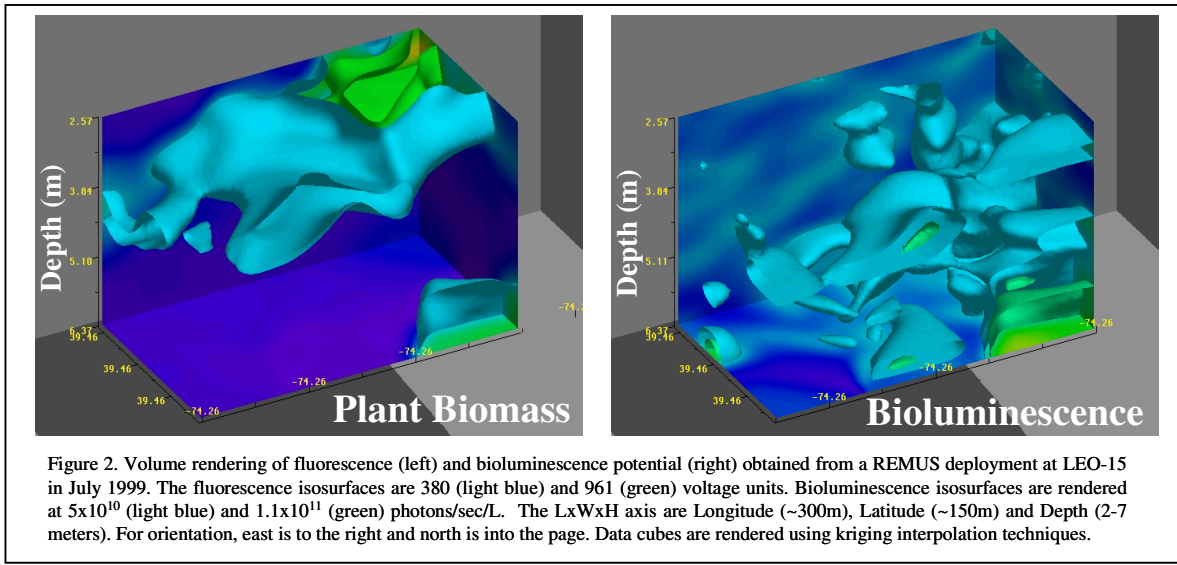 2.57
3.84
5.10
6.37
Depth (m)
39.46
39.46
39.46
-74.26
-74.26
-74.26
-74.2
Plant Biomass
2.57
3.84
5.11
6.37
Depth (m)
39.46
39.46
39.46
-74.26
-74.26
-74.26
Bioluminescence
Figure 2. Volume rendering of fluorescence (left) and bioluminescence potential (right) obtained from a REMUS deployment at LEO-15
in July 1999. The fluorescence isosurfaces are 380 (light blue) and 961 (green) voltage units. Bioluminescence isosurfaces are rendered
at 5x10¹⁰ (light blue) and 1.1x10¹¹ (green) photons/sec/L. The LxWxH axis are Longitude (~300m), Latitude (~150m) and Depth (2-7
meters). For orientation, east is to the right and north is into the page. Data cubes are rendered using kriging interpolation techniques.